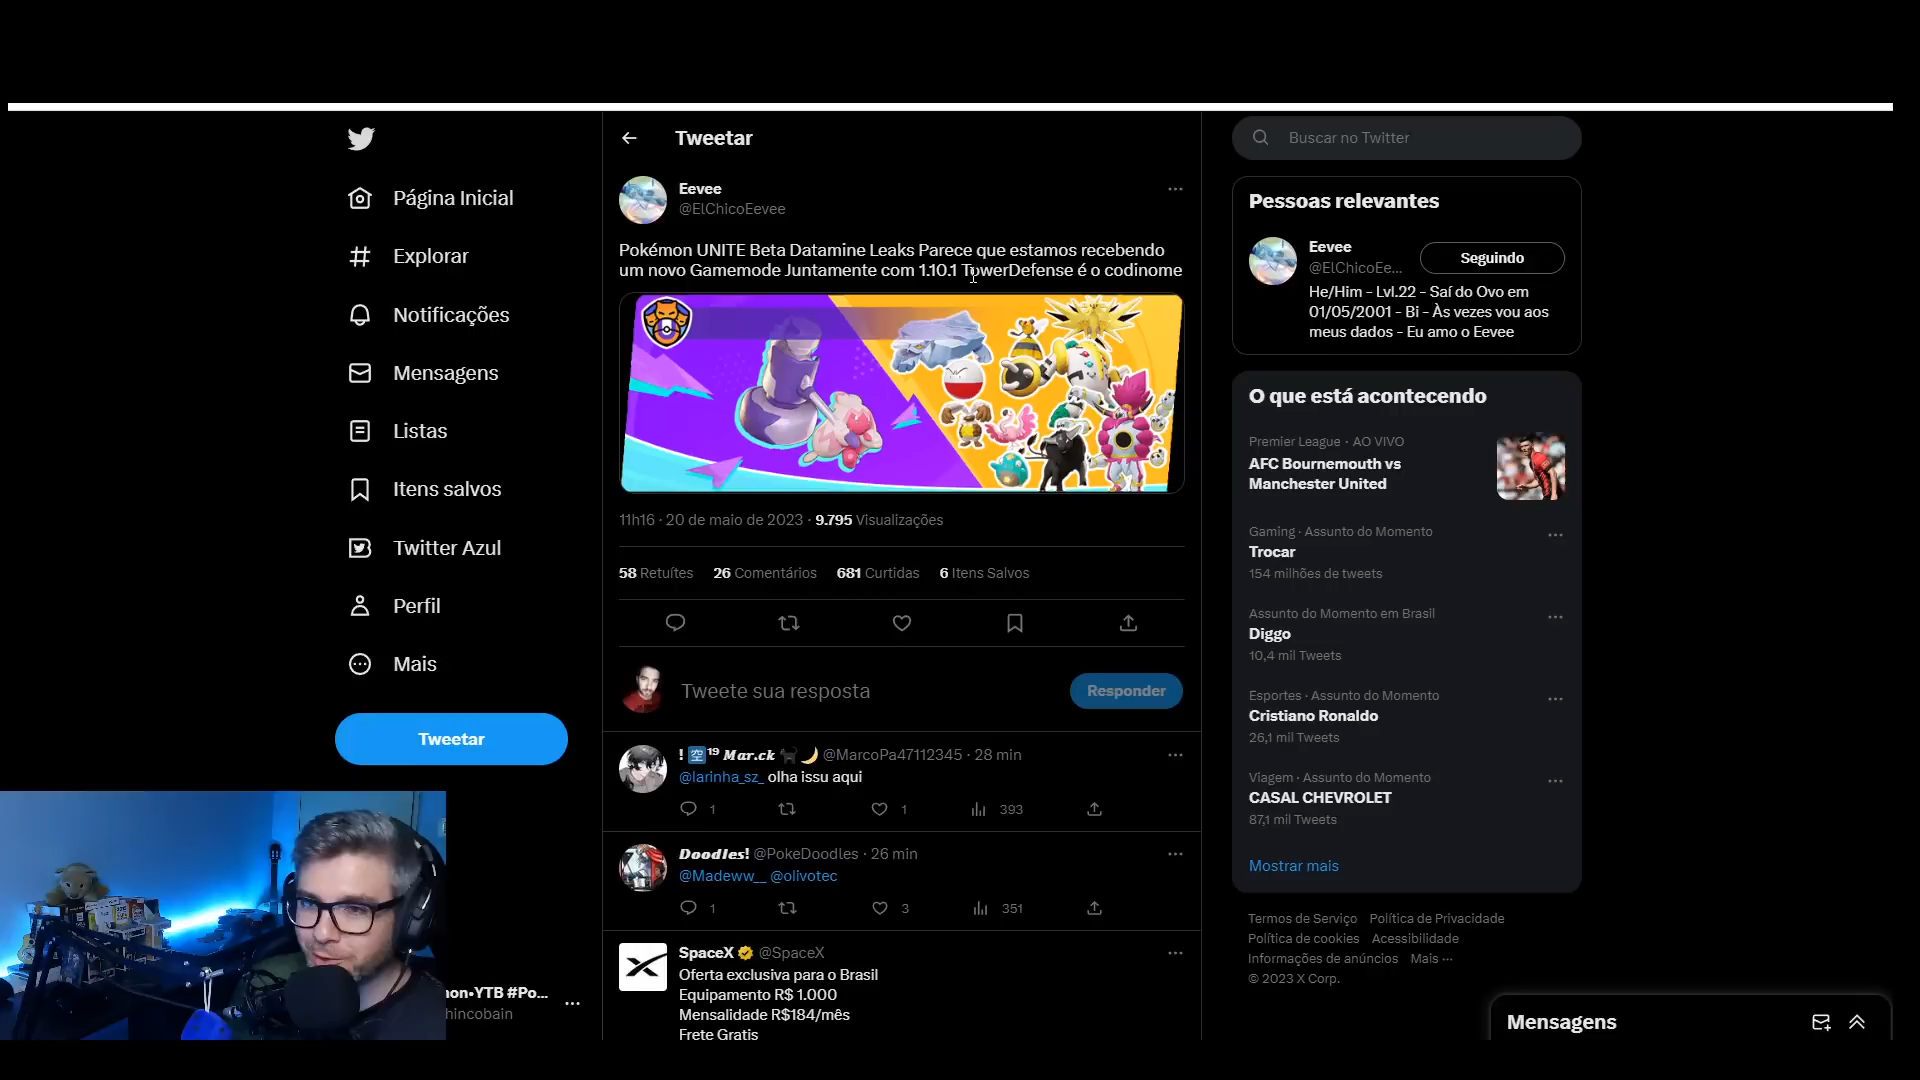 Página Inicial
Explorar
Notificações
Mensagens
Listas
Itens salvos
Twitter Azul
Perfil
Mais
Tweetar
non•YTB #Po...
hincobain
Tweetar
Eevee
@ElChicoEevee
Pokémon UNITE Beta Datamine Leaks Parece que estamos recebendo
um novo Gamemode Juntamente com 1.10.1 TowerDefense é o codinome
11h16 · 20 de maio de 2023 · 9.795 Visualizações
58 Retuítes 26 Comentários 681 Curtidas 6 Itens Salvos
Tweete sua resposta
Responder
! 空¹⁹ Mar.ck 🐈‍⬛🌙 @MarcoPa47112345 · 28 min
@larinha_sz_ olha issu aqui
1 1 393
Doodles! @PokeDoodles · 26 min
@Madeww__ @olivotec
1 3 351
SpaceX @SpaceX
Oferta exclusiva para o Brasil
Equipamento R$ 1.000
Mensalidade R$184/mês
Frete Gratis
Buscar no Twitter
Pessoas relevantes
Eevee
@ElChicoEe...
Seguindo
He/Him - Lvl.22 - Saí do Ovo em
01/05/2001 - Bi - Às vezes vou aos
meus dados - Eu amo o Eevee
O que está acontecendo
Premier League · AO VIVO
AFC Bournemouth vs
Manchester United
Gaming · Assunto do Momento
Trocar
154 milhões de tweets
Assunto do Momento em Brasil
Diggo
10,4 mil Tweets
Esportes · Assunto do Momento
Cristiano Ronaldo
26,1 mil Tweets
Viagem · Assunto do Momento
CASAL CHEVROLET
87,1 mil Tweets
Mostrar mais
Termos de Serviço Política de Privacidade
Política de cookies Acessibilidade
Informações de anúncios Mais ···
© 2023 X Corp.
Mensagens